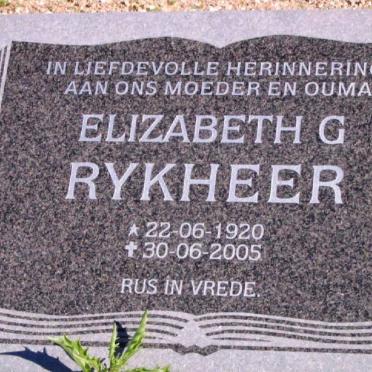 IN LIEFDEVOLLE HERINNERING
AAN ONS MOEDER EN OUMA
ELIZABETH G
RYKHEER
★ 22-06-1920
✝ 30-06-2005
RUS IN VREDE.